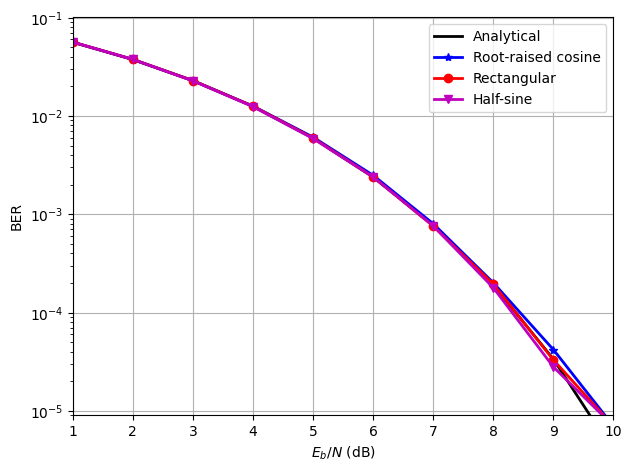 10⁻¹
10⁻²
10⁻³
10⁻⁴
10⁻⁵
BER
Analytical
Root-raised cosine
Rectangular
Half-sine
1 2 3 4 5 6 7 8 9 10
E_b/N (dB)